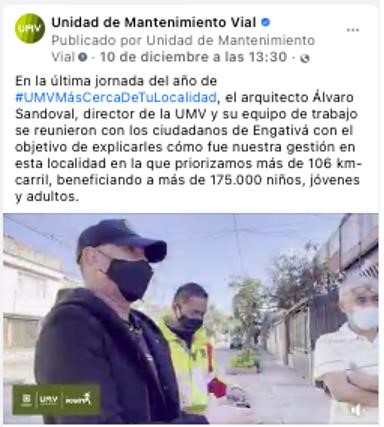 UMV
Unidad de Mantenimiento Vial
Publicado por Unidad de Mantenimiento
Vial · 10 de diciembre a las 13:30 ·
En la última jornada del año de
#UMVMásCercaDeTuLocalidad, el arquitecto Álvaro
Sandoval, director de la UMV y su equipo de trabajo
se reunieron con los ciudadanos de Engativá con el
objetivo de explicarles cómo fue nuestra gestión en
esta localidad en la que priorizamos más de 106 km-
carril, beneficiando a más de 175.000 niños, jóvenes
y adultos.
UMV BOGOTÁ